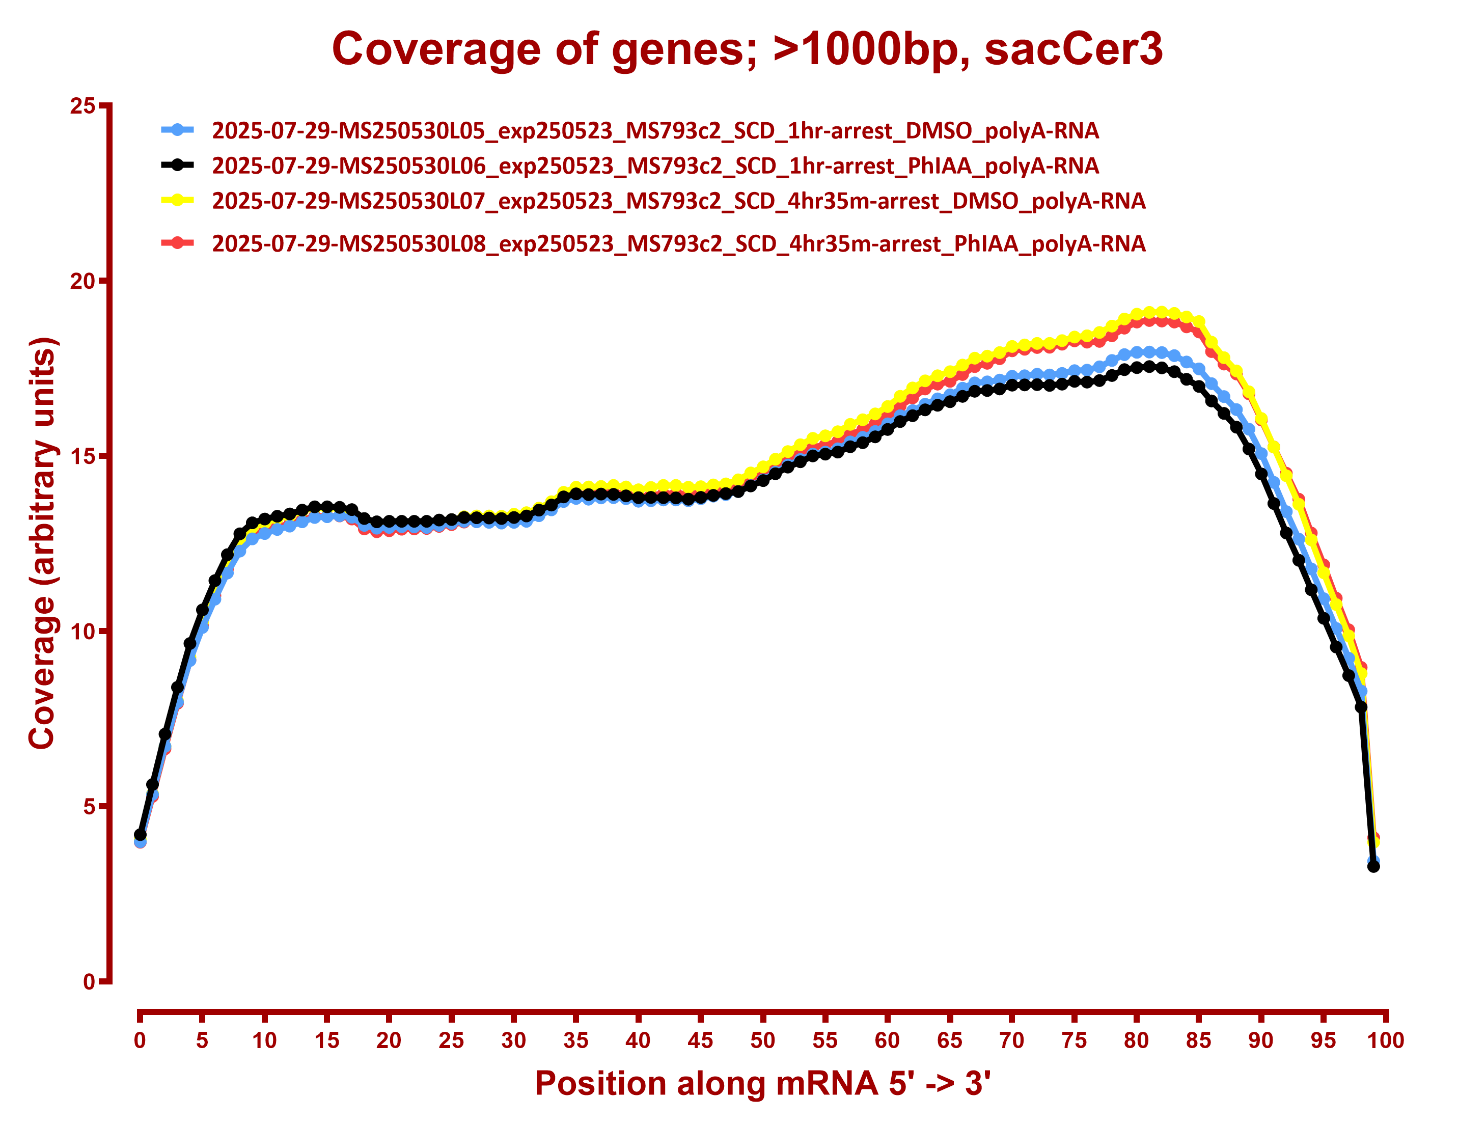 Coverage of genes; >1000bp, sacCer3
2025-07-29-MS250530L05_exp250523_MS793c2_SCD_1hr-arrest_DMSO_polyA-RNA
2025-07-29-MS250530L06_exp250523_MS793c2_SCD_1hr-arrest_PhIAA_polyA-RNA
2025-07-29-MS250530L07_exp250523_MS793c2_SCD_4hr35m-arrest_DMSO_polyA-RNA
2025-07-29-MS250530L08_exp250523_MS793c2_SCD_4hr35m-arrest_PhIAA_polyA-RNA
25
20
15
10
5
0
Coverage (arbitrary units)
0 5 10 15 20 25 30 35 40 45 50 55 60 65 70 75 80 85 90 95 100
Position along mRNA 5' -> 3'